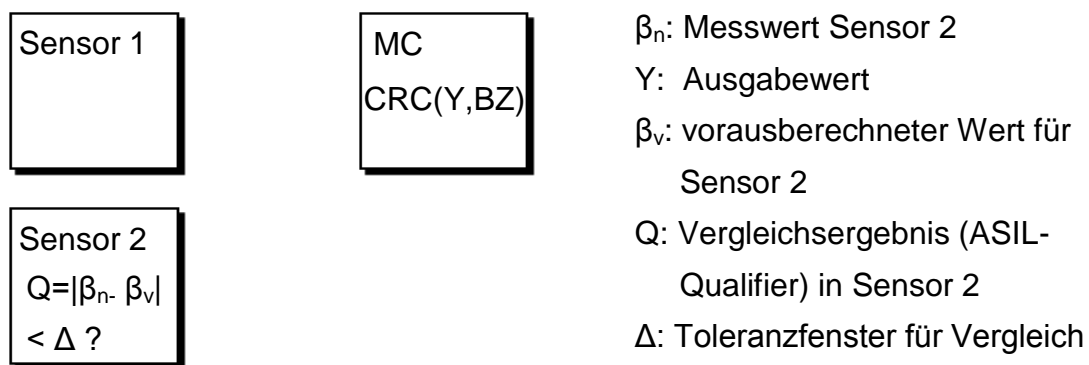 Sensor 1
MC
CRC(Y,BZ)
Sensor 2
Q=|βn- βv|
< Δ ?
βn: Messwert Sensor 2
Y: Ausgabewert
βv: vorausberechneter Wert für
Sensor 2
Q: Vergleichsergebnis (ASIL-
Qualifier) in Sensor 2
Δ: Toleranzfenster für Vergleich